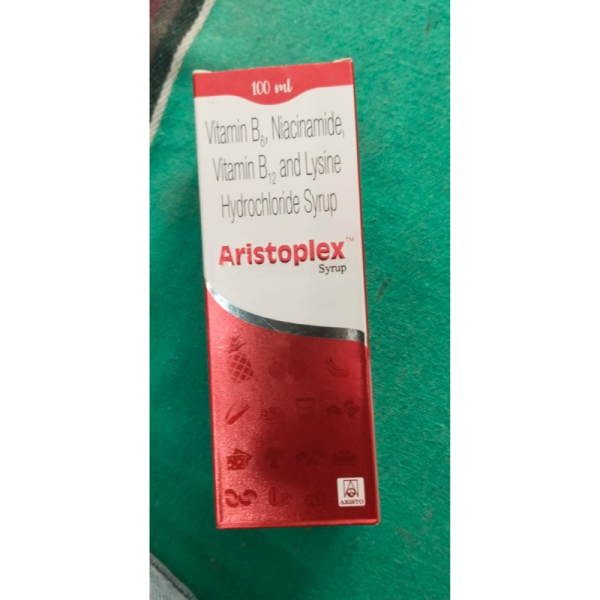 100 ml
Vitamin B6, Niacinamide,
Vitamin B12 and Lysine
Hydrochloride Syrup
Aristoplex™
Syrup
ARISTO